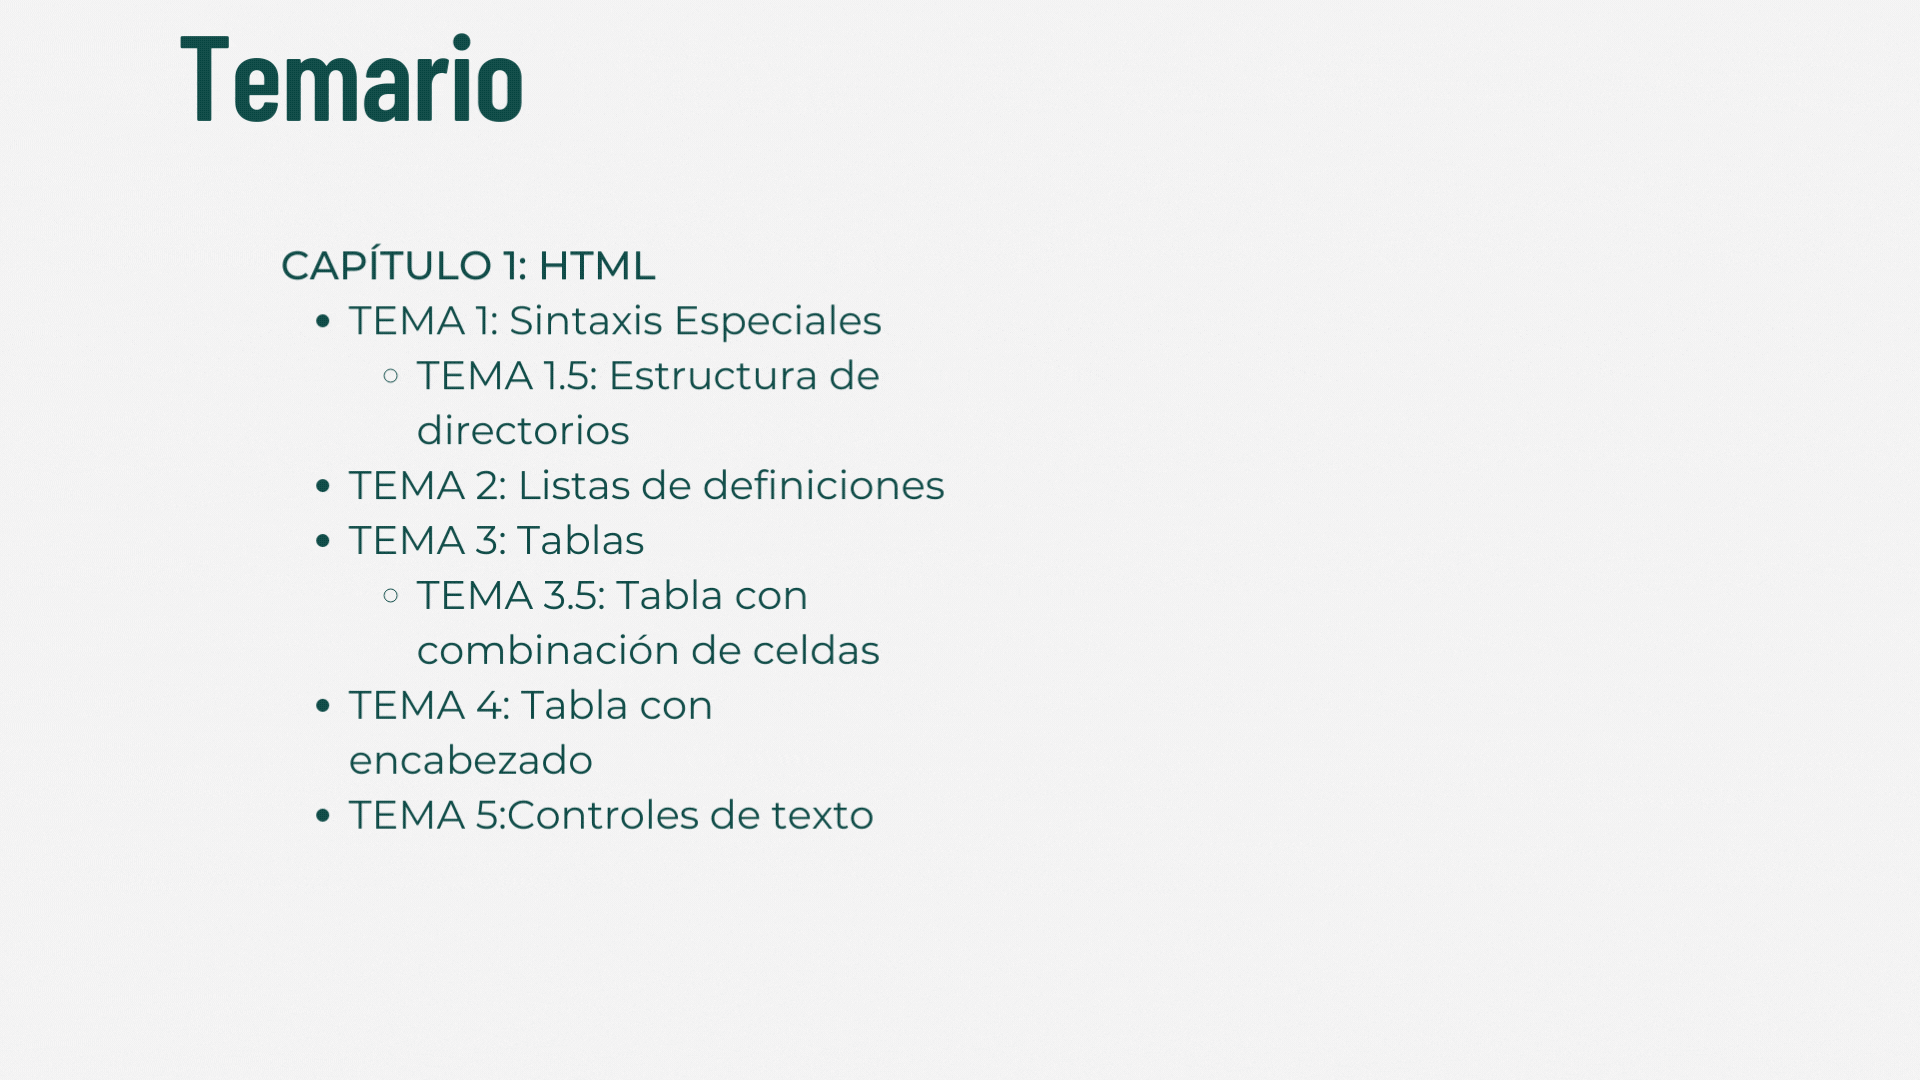 Temario
CAPÍTULO 1: HTML
• TEMA 1: Sintaxis Especiales
○ TEMA 1.5: Estructura de
directorios
• TEMA 2: Listas de definiciones
• TEMA 3: Tablas
○ TEMA 3.5: Tabla con
combinación de celdas
• TEMA 4: Tabla con
encabezado
• TEMA 5:Controles de texto